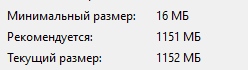 Минимальный размер: 16 МБ
Рекомендуется: 1151 МБ
Текущий размер: 1152 МБ